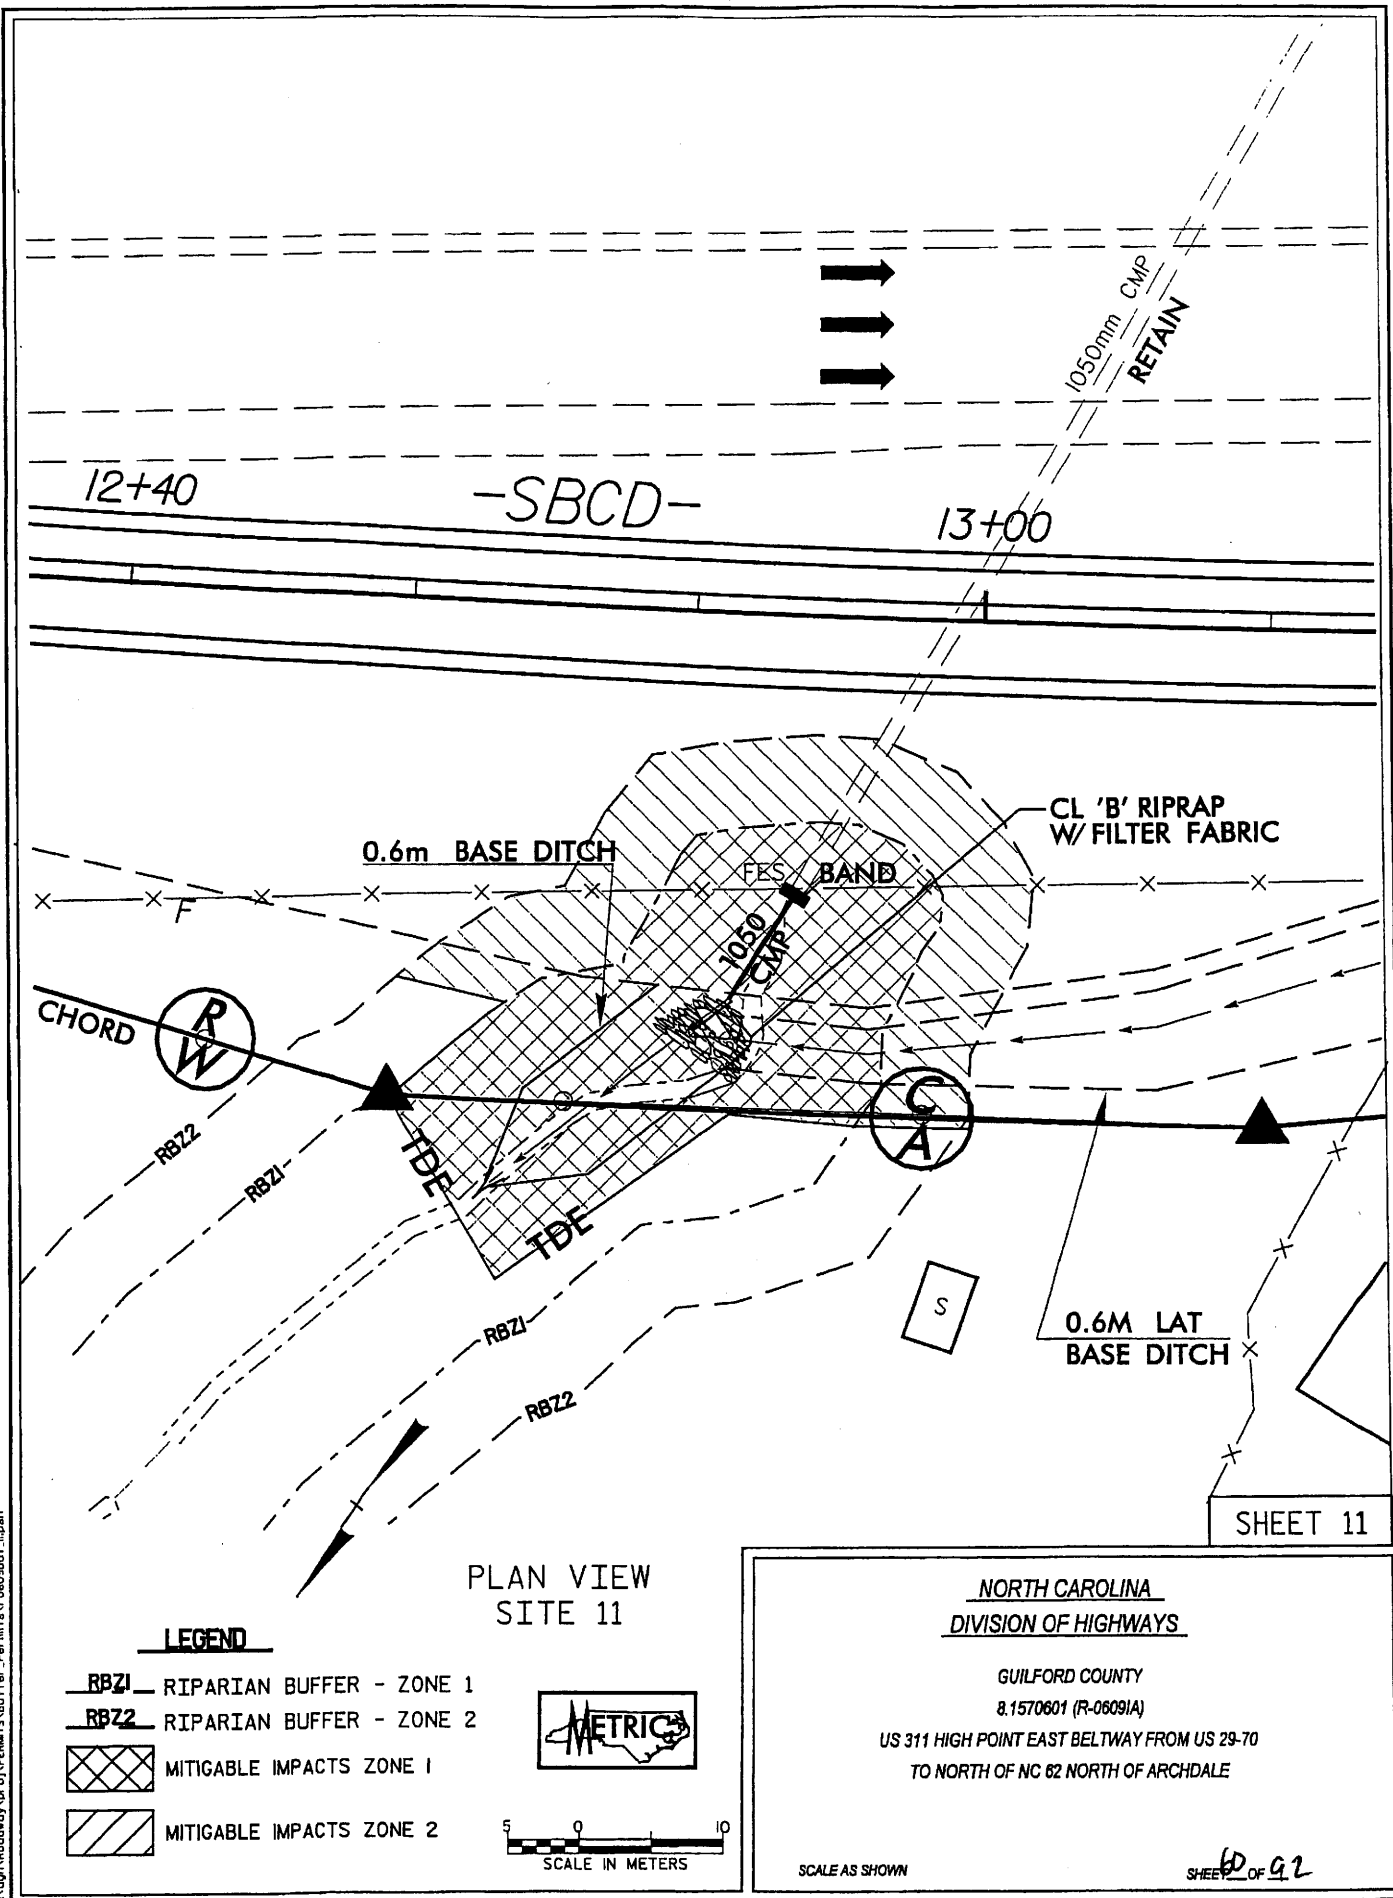 1050mm CMP
RETAIN
12+40
-SBCD-
13+00
CL 'B' RIPRAP
W/ FILTER FABRIC
0.6m BASE DITCH
FES
BAND
F
1050
CMP
CHORD
R
W
C
A
TDE
TDE
RBZ2
RBZ1
RBZ1
RBZ2
S
0.6M LAT
BASE DITCH
SHEET 11
PLAN VIEW
SITE 11
LEGEND
RBZ1 RIPARIAN BUFFER - ZONE 1
RBZ2 RIPARIAN BUFFER - ZONE 2
MITIGABLE IMPACTS ZONE 1
MITIGABLE IMPACTS ZONE 2
METRIC
5 0 10
SCALE IN METERS
NORTH CAROLINA
DIVISION OF HIGHWAYS
GUILFORD COUNTY
8.1570601 (R-0609IA)
US 311 HIGH POINT EAST BELTWAY FROM US 29-70
TO NORTH OF NC 62 NORTH OF ARCHDALE
SCALE AS SHOWN
SHEET 60 OF 92